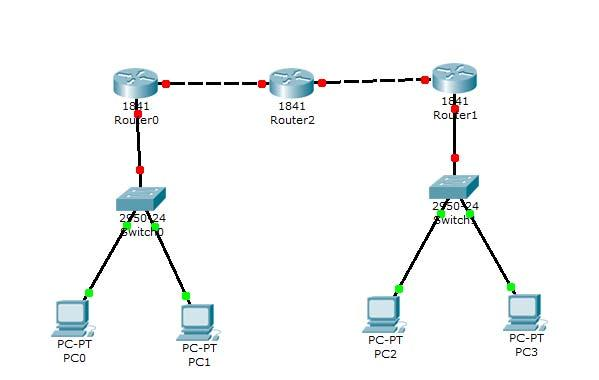 1841
Router0
1841
Router2
1841
Router1
2950-24
Switch0
2950-24
Switch1
PC-PT
PC0
PC-PT
PC1
PC-PT
PC2
PC-PT
PC3